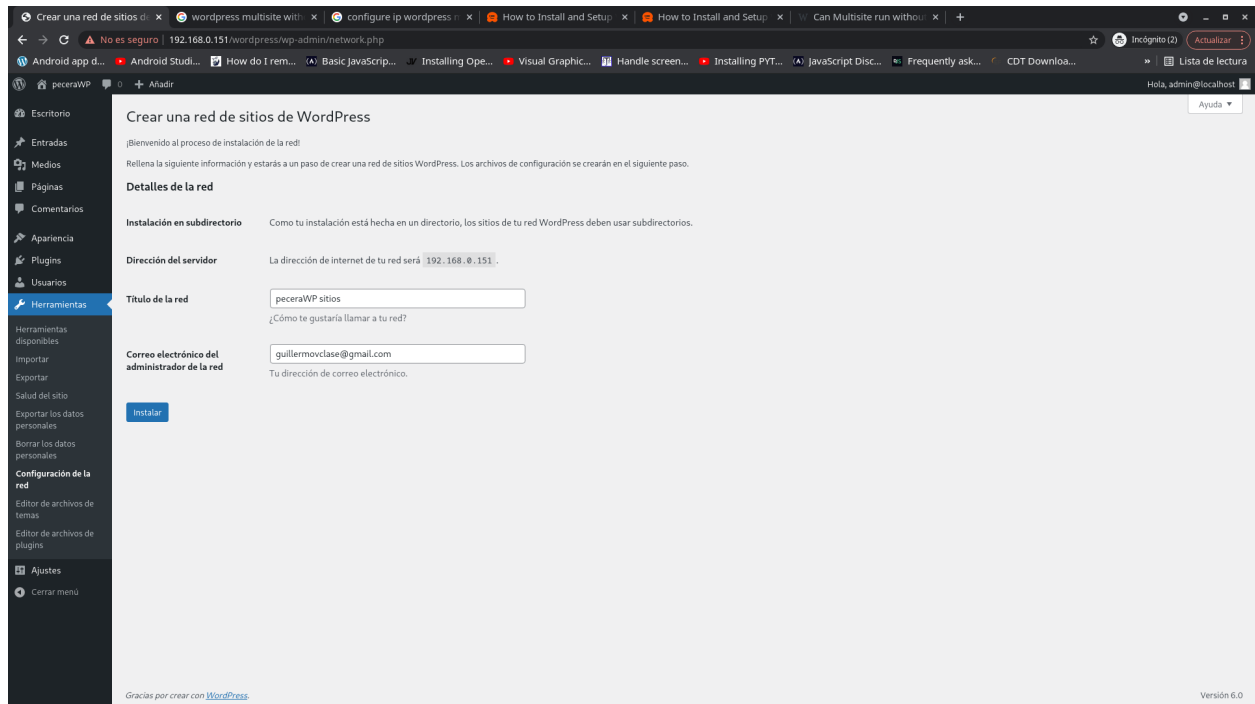 Crear una red de sitios de
wordpress multisite with
configure ip wordpress m
How to Install and Setup
How to Install and Setup
Can Multisite run without
No es seguro | 192.168.0.151/wordpress/wp-admin/network.php
Incógnito (2)
Actualizar
Android app d...
Android Studi...
How do I rem...
Basic JavaScrip...
Installing Ope...
Visual Graphic...
Handle screen...
Installing PYT...
JavaScript Disc...
Frequently ask...
CDT Downloa...
»
Lista de lectura
peceraWP
0
+ Añadir
Hola, admin@localhost
Escritorio
Entradas
Medios
Páginas
Comentarios
Apariencia
Plugins
Usuarios
Herramientas
Herramientas
disponibles
Importar
Exportar
Salud del sitio
Exportar los datos
personales
Borrar los datos
personales
Configuración de la
red
Editor de archivos de
temas
Editor de archivos de
plugins
Ajustes
Cerrar menú
Ayuda ▼
Crear una red de sitios de WordPress
¡Bienvenido al proceso de instalación de la red!
Rellena la siguiente información y estarás a un paso de crear una red de sitios WordPress. Los archivos de configuración se crearán en el siguiente paso.
Detalles de la red
Instalación en subdirectorio
Como tu instalación está hecha en un directorio, los sitios de tu red WordPress deben usar subdirectorios.
Dirección del servidor
La dirección de internet de tu red será 192.168.0.151 .
Título de la red
peceraWP sitios
¿Cómo te gustaría llamar a tu red?
Correo electrónico del
administrador de la red
guillermovclase@gmail.com
Tu dirección de correo electrónico.
Instalar
Gracias por crear con WordPress.
Versión 6.0